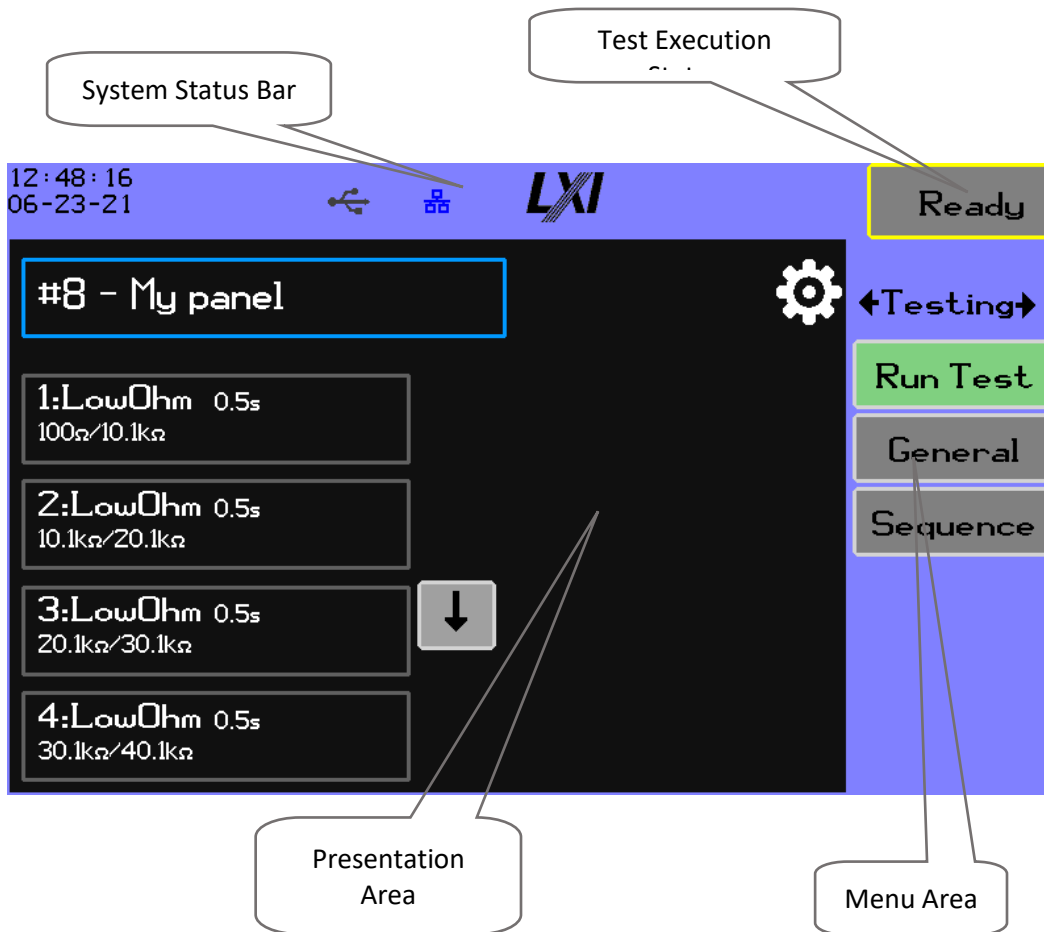 Test Execution
System Status Bar
12:48:16
06-23-21
LXI
Ready
#8 - My panel
←Testing→
Run Test
1:LowOhm 0.5s
100Ω/10.1kΩ
General
2:LowOhm 0.5s
10.1kΩ/20.1kΩ
Sequence
3:LowOhm 0.5s
20.1kΩ/30.1kΩ
↓
4:LowOhm 0.5s
30.1kΩ/40.1kΩ
Presentation
Area
Menu Area